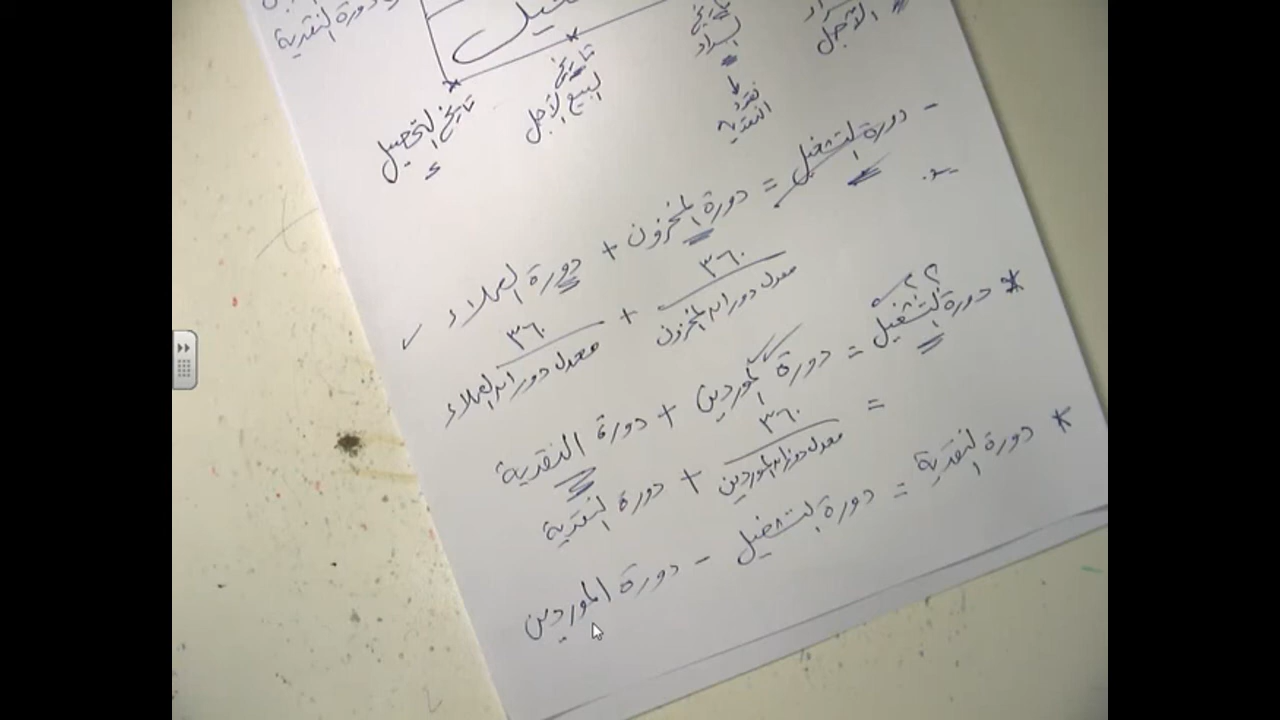 دورة النقدية
تاريخ السداد
نقد النقدية
الآجل
تاريخ البيع الآجل
تاريخ التحصيل
- دورة التشغيل = دورة المخزون + دورة العملاء
٣٦٠ / معدل دوران المخزون + ٣٦٠ / معدل دوران العملاء
* دورة التشغيل ؟؟ = دورة الموردين + دورة النقدية
= ٣٦٠ / معدل دوران الموردين + دورة النقدية
* دورة النقدية = دورة التشغيل - دورة الموردين